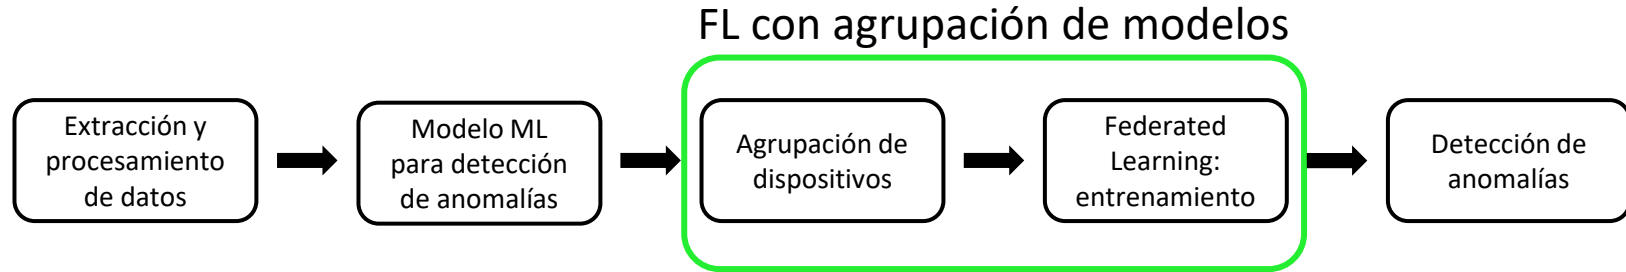 FL con agrupación de modelos
Extracción y
procesamiento
de datos
Modelo ML
para detección
de anomalías
Agrupación de
dispositivos
Federated
Learning:
entrenamiento
Detección de
anomalías